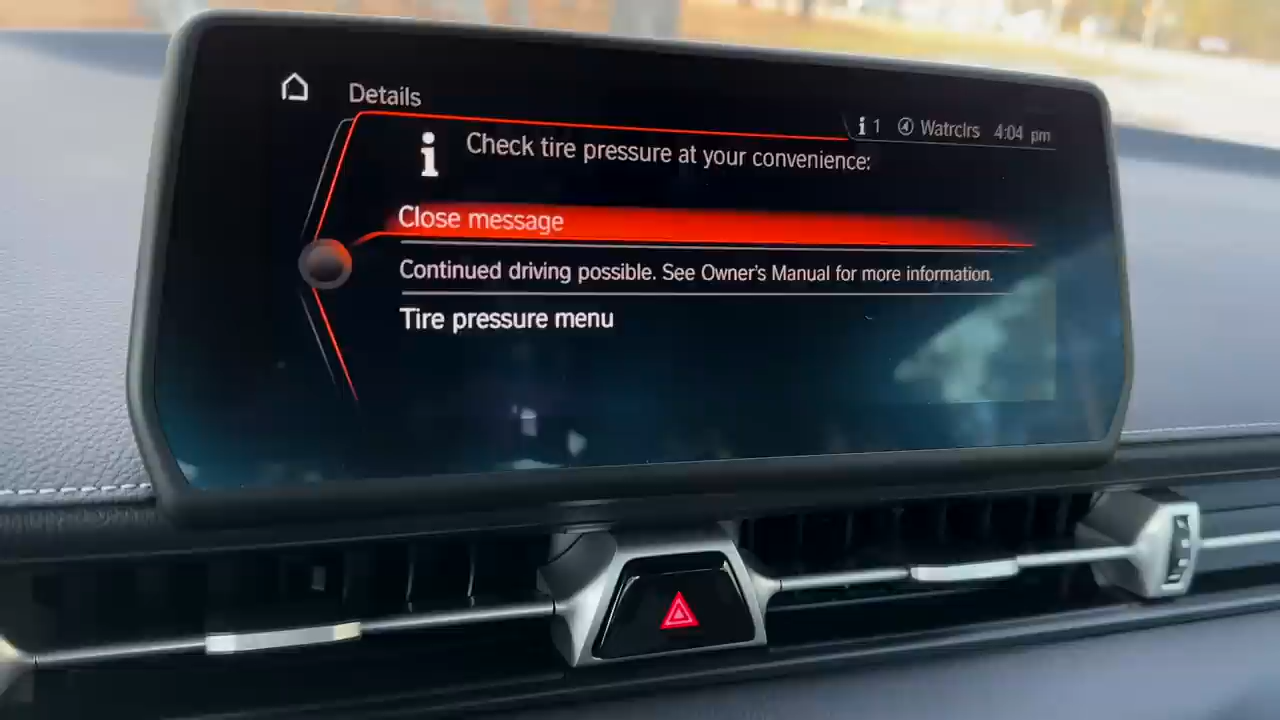 Details
i 1 4 Watrclrs 4:04 pm
i Check tire pressure at your convenience:
Close message
Continued driving possible. See Owner's Manual for more information.
Tire pressure menu